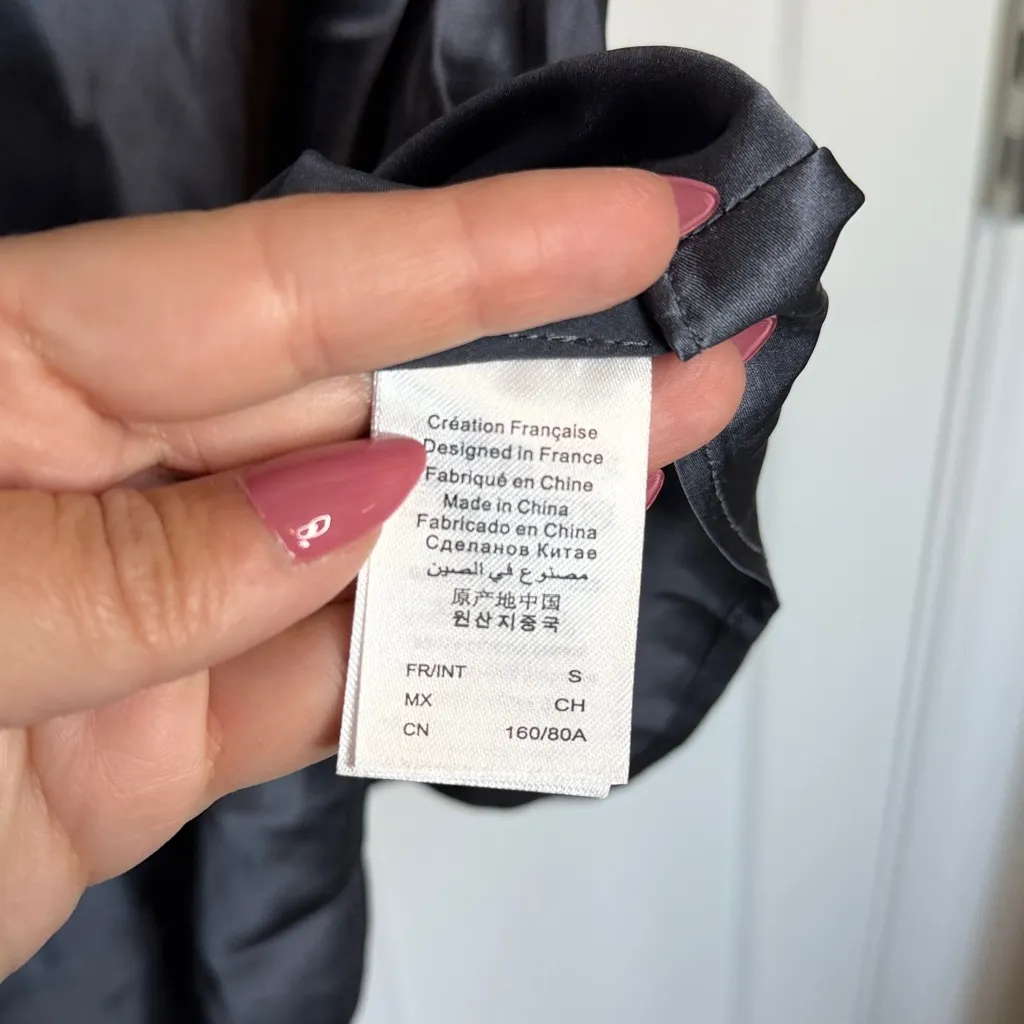 Création Française
Designed in France
Fabriqué en Chine
Made in China
Fabricado en China
Сделанов Китае
مصنوع في الصين
原产地中国
원산지중국
FR/INT S
MX CH
CN 160/80A